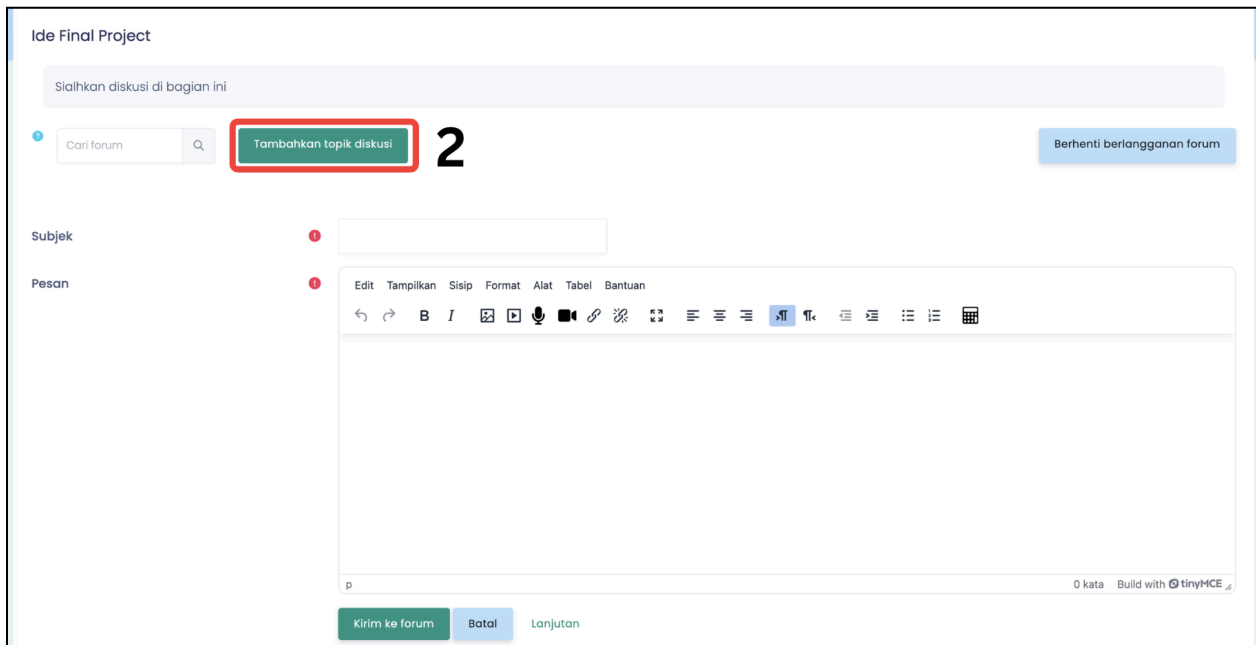 Ide Final Project
Sialhkan diskusi di bagian ini
Cari forum
Tambahkan topik diskusi
2
Berhenti berlangganan forum
Subjek
Pesan
Edit Tampilkan Sisip Format Alat Tabel Bantuan
B I
p
0 kata Build with tinyMCE
Kirim ke forum Batal Lanjutan